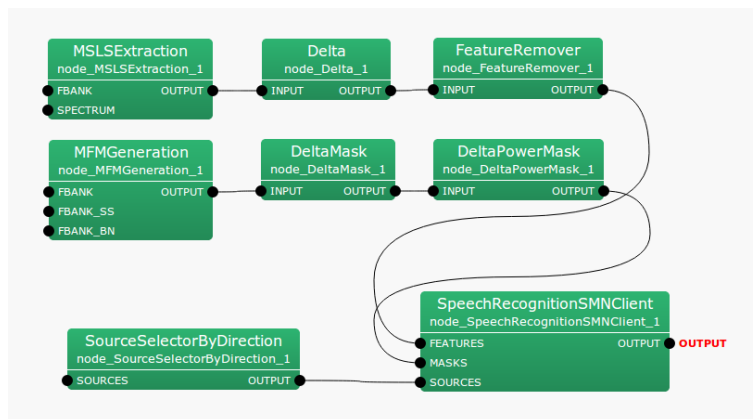 MSLSExtraction
node_MSLSExtraction_1
FBANK OUTPUT
SPECTRUM
Delta
node_Delta_1
INPUT OUTPUT
FeatureRemover
node_FeatureRemover_1
INPUT OUTPUT
MFMGeneration
node_MFMGeneration_1
FBANK OUTPUT
FBANK_SS
FBANK_BN
DeltaMask
node_DeltaMask_1
INPUT OUTPUT
DeltaPowerMask
node_DeltaPowerMask_1
INPUT OUTPUT
SourceSelectorByDirection
node_SourceSelectorByDirection_1
SOURCES OUTPUT
SpeechRecognitionSMNClient
node_SpeechRecognitionSMNClient_1
FEATURES OUTPUT OUTPUT
MASKS
SOURCES